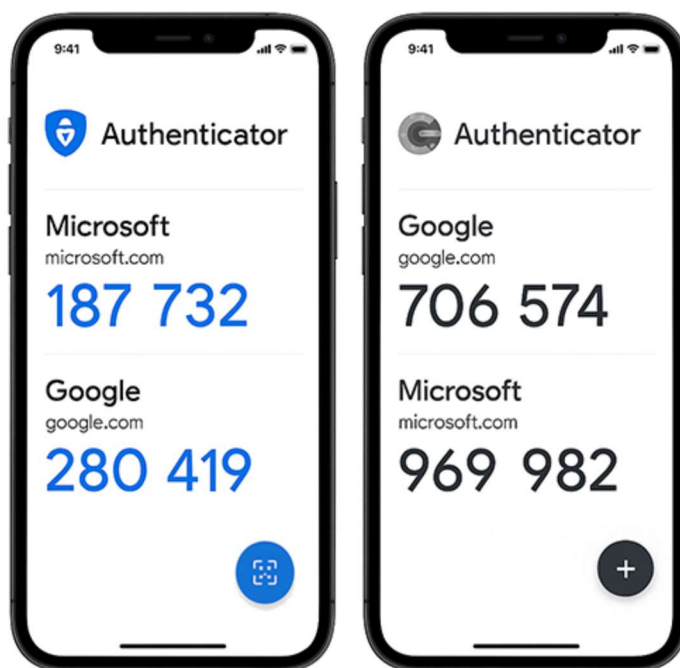 9:41
Authenticator
Microsoft
microsoft.com
187 732
Google
google.com
280 419
9:41
Authenticator
Google
google.com
706 574
Microsoft
microsoft.com
969 982